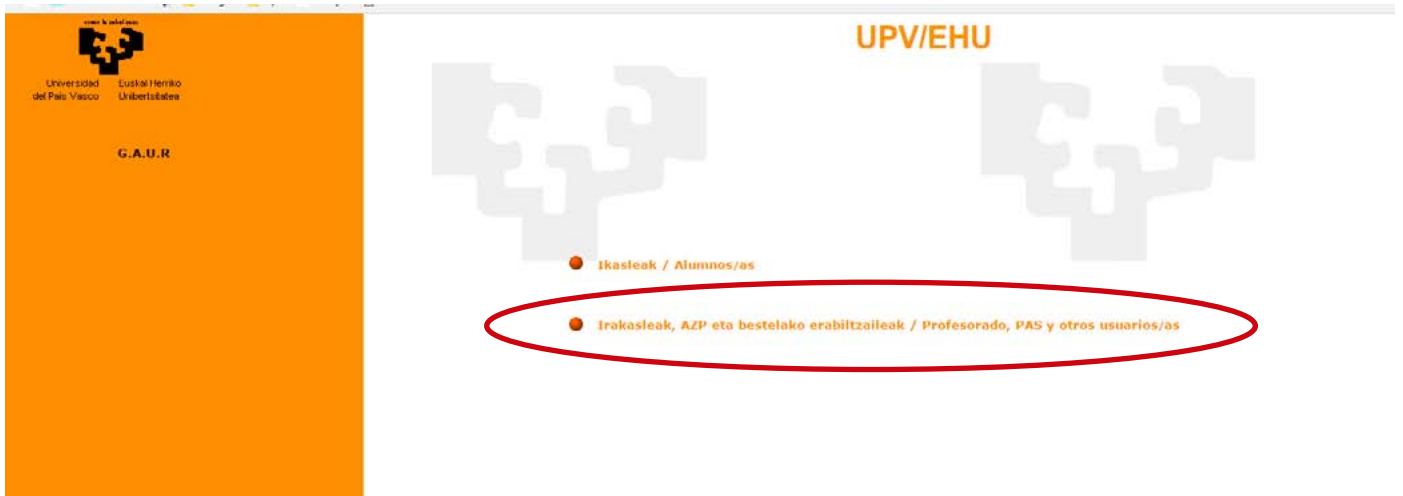 UPV/EHU
Universidad Euskal Herriko
del País Vasco Unibertsitatea
G.A.U.R
Ikasleak / Alumnos/as
Irakasleak, AZP eta bestelako erabiltzaileak / Profesorado, PAS y otros usuarios/as